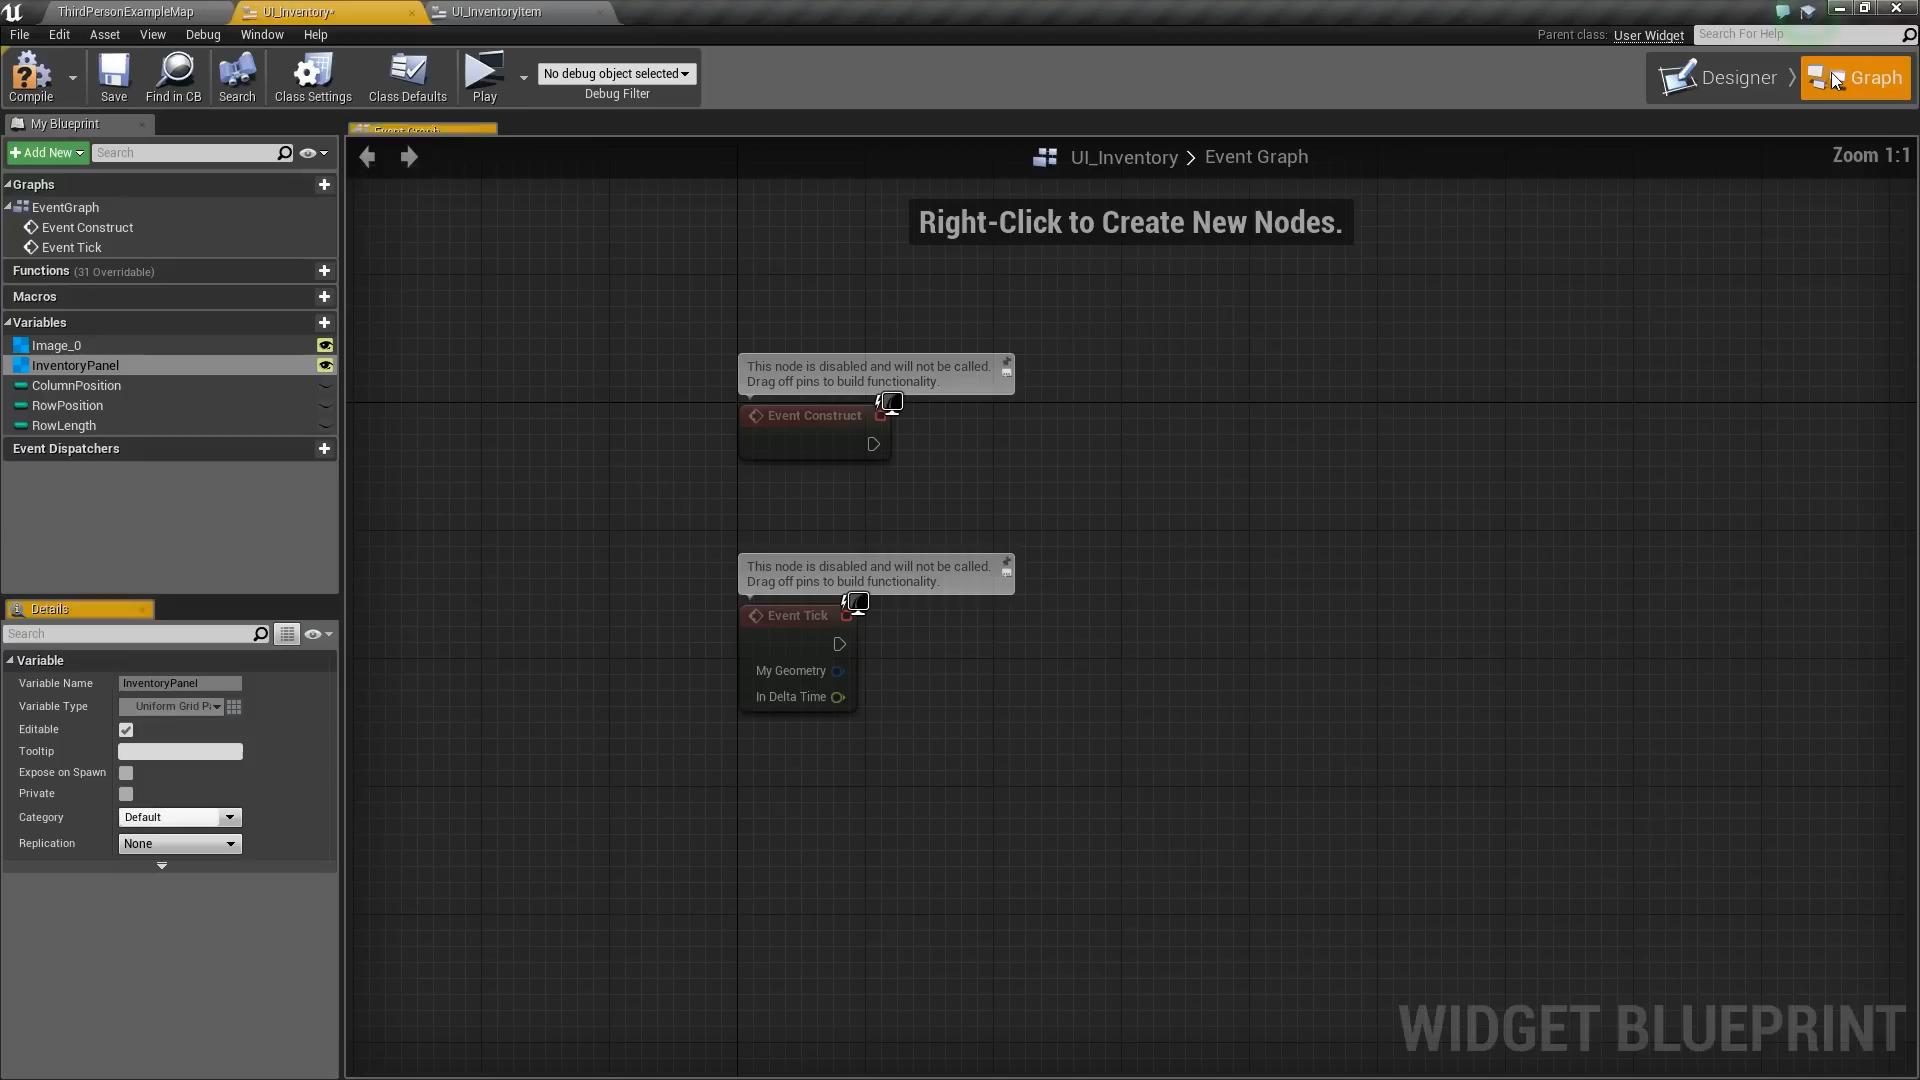 ThirdPersonExampleMap
UI_Inventory*
UI_InventoryItem
File Edit Asset View Debug Window Help
Parent class: User Widget
Search For Help
Compile
Save
Find in CB
Search
Class Settings
Class Defaults
Play
No debug object selected
Debug Filter
Designer
Graph
My Blueprint
Event Graph
Add New
Search
UI_Inventory > Event Graph
Zoom 1:1
Right-Click to Create New Nodes.
Graphs
EventGraph
Event Construct
Event Tick
Functions (31 Overridable)
Macros
Variables
Image_0
InventoryPanel
ColumnPosition
RowPosition
RowLength
Event Dispatchers
This node is disabled and will not be called.
Drag off pins to build functionality.
Event Construct
This node is disabled and will not be called.
Drag off pins to build functionality.
Event Tick
My Geometry
In Delta Time
Details
Search
Variable
Variable Name InventoryPanel
Variable Type Uniform Grid P
Editable
Tooltip
Expose on Spawn
Private
Category Default
Replication None
WIDGET BLUEPRINT